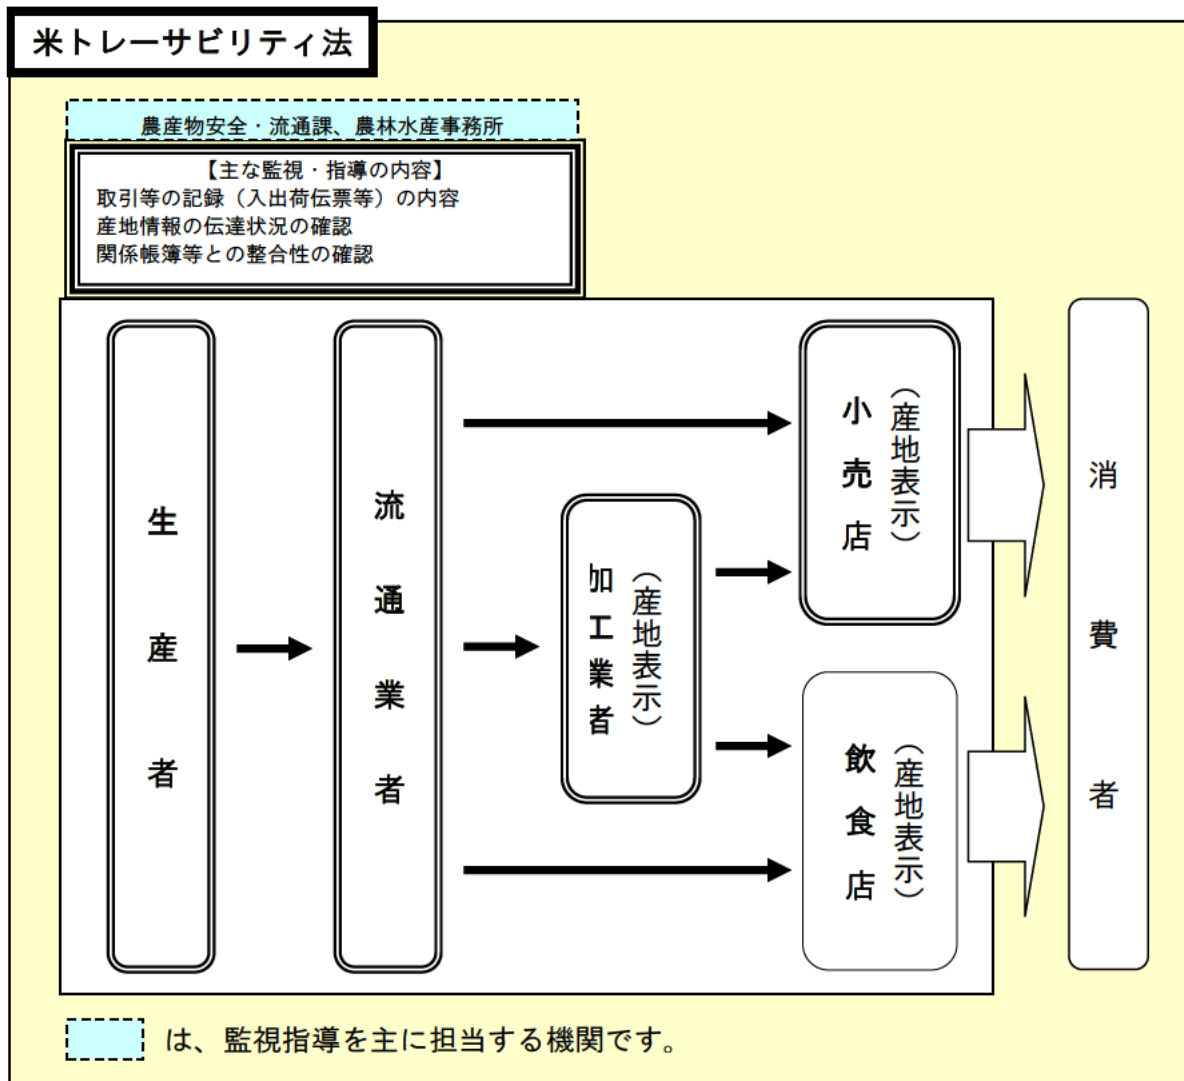 米トレーサビリティ法
農産物安全・流通課、農林水産事務所
【主な監視・指導の内容】
取引等の記録（入出荷伝票等）の内容
産地情報の伝達状況の確認
関係帳簿等との整合性の確認
生産者
流通業者
加工業者
（産地表示）
小売店
（産地表示）
飲食店
（産地表示）
消費者
は、監視指導を主に担当する機関です。